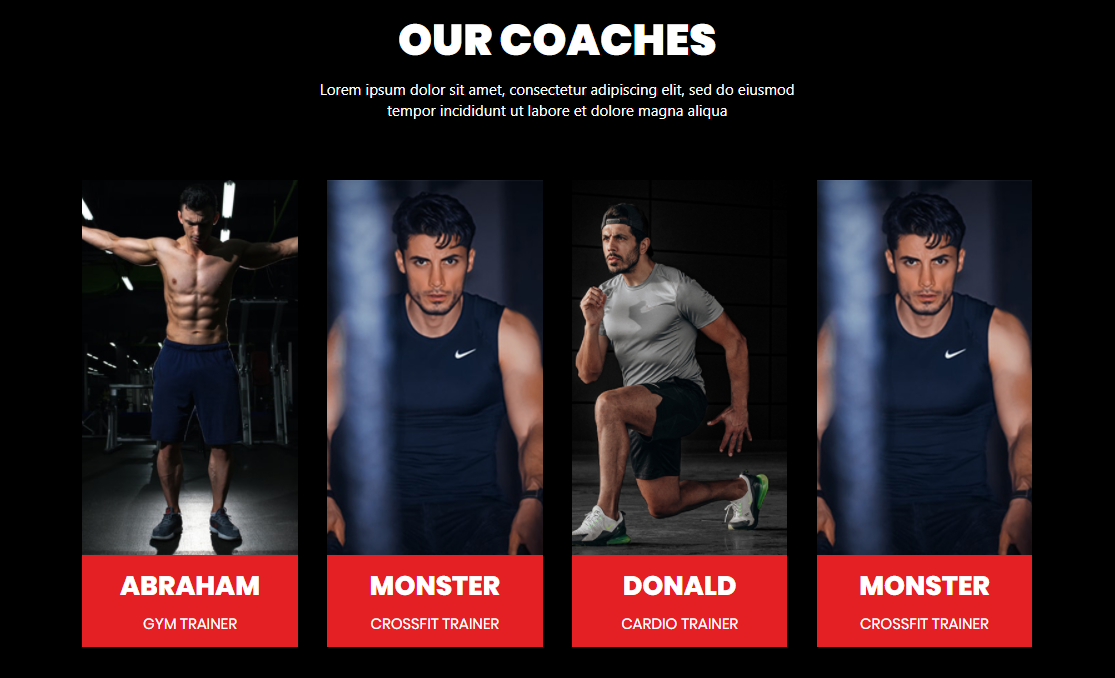 OUR COACHES
Lorem ipsum dolor sit amet, consectetur adipiscing elit, sed do eiusmod
tempor incididunt ut labore et dolore magna aliqua
ABRAHAM
GYM TRAINER
MONSTER
CROSSFIT TRAINER
DONALD
CARDIO TRAINER
MONSTER
CROSSFIT TRAINER